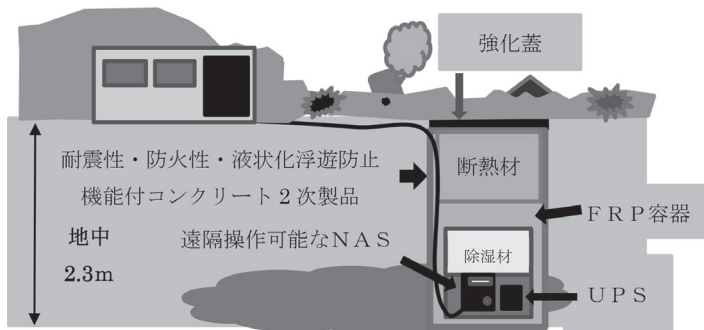 強化蓋
耐震性・防火性・液状化浮遊防止
機能付コンクリート２次製品
断熱材
ＦＲＰ容器
地中
2.3m
遠隔操作可能なＮＡＳ
除湿材
ＵＰＳ